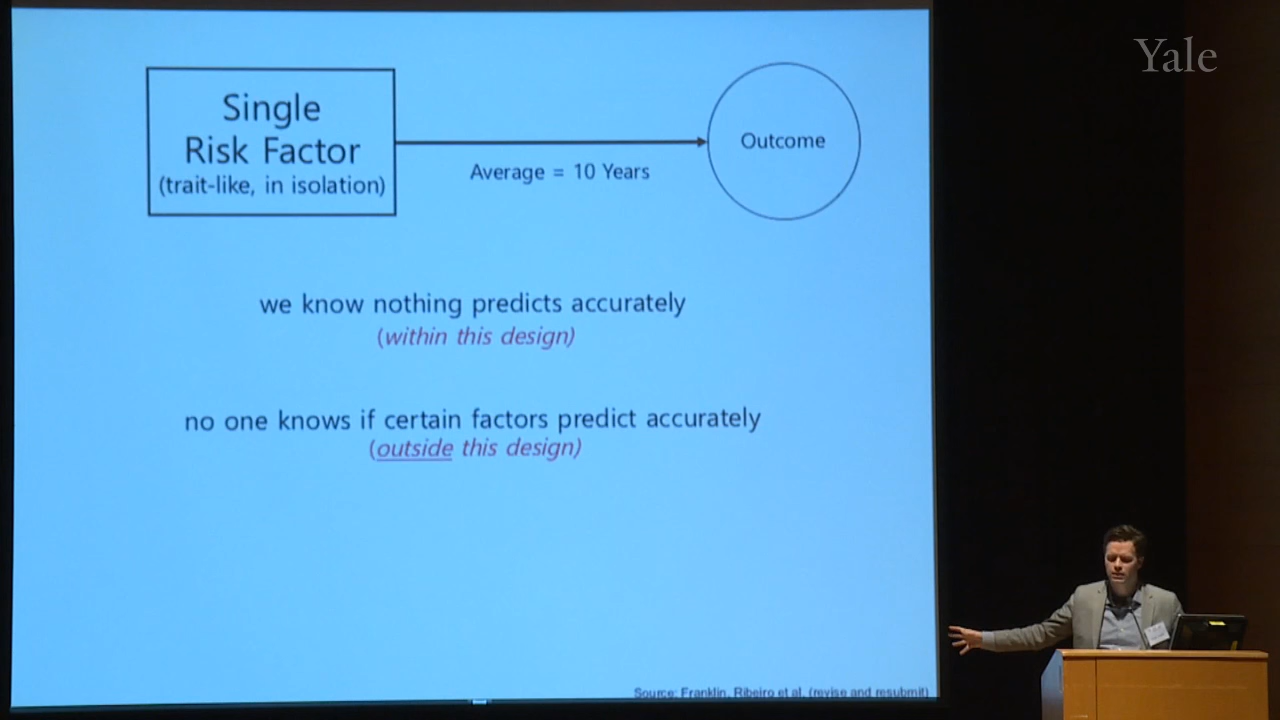 Yale
Single
Risk Factor
(trait-like, in isolation)
Average = 10 Years
Outcome
we know nothing predicts accurately
(within this design)
no one knows if certain factors predict accurately
(outside this design)
Source: Franklin, Ribeiro et al. (revise and resubmit)